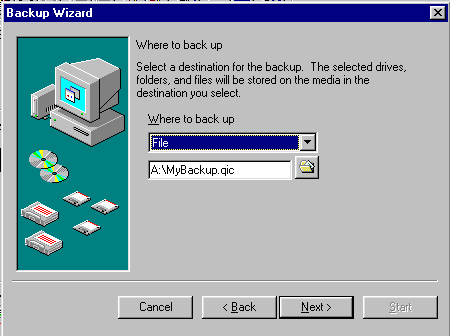 Backup Wizard
Where to back up
Select a destination for the backup. The selected drives,
folders, and files will be stored on the media in the
destination you select.
Where to back up
File
A:\MyBackup.qic
Cancel
< Back
Next >
Start